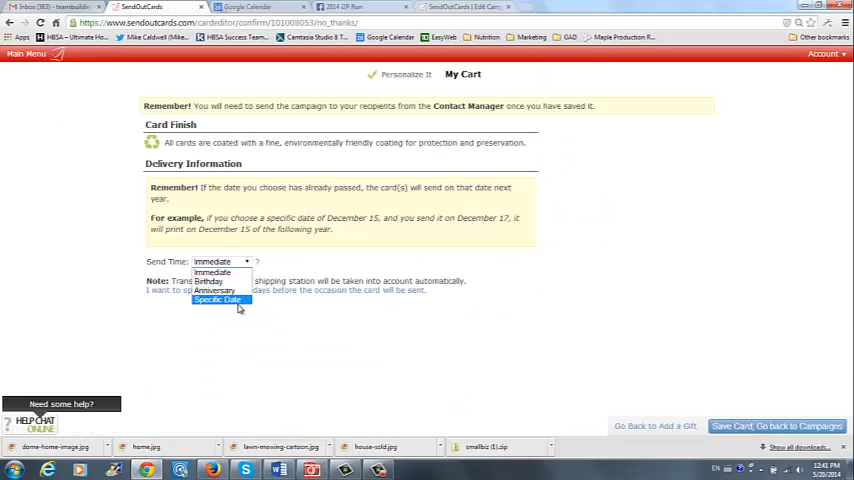 Inbox (383) - teambuilding
SendOutCards
Google Calendar
2014 i2P Run
SendOutCards | Edit Cam
https://www.sendoutcards.com/cardeditor/confirm/101008053/no_thanks/
Apps
HBSA – Ultimate Ho...
Mike Caldwell (...
HBSA Success Team...
Camtasia Studio 8 T...
Google Calendar
EasyWeb
Nutrition
Marketing
GAD
Maple Production R...
Other bookmarks
Main Menu
Account
Personalize It
My Cart
Remember! You will need to send the campaign to your recipients from the Contact Manager once you have saved it.
Card Finish
All cards are coated with a fine, environmentally friendly coating for protection and preservation.
Delivery Information
Remember! If the date you choose has already passed, the card(s) will send on that date next
year.
For example, if you choose a specific date of December 15, and you send it on December 17, it
will print on December 15 of the following year.
Send Time: Immediate ?
Immediate
Birthday
Anniversary
Specific Date
Note: Trans shipping station will be taken into account automatically.
I want to sp days before the occasion the card will be sent.
Need some help?
? HELP CHAT
ONLINE
Go Back to Add a Gift
Save Card, Go back to Campaigns
dome-home-image.jpg
home.jpg
lawn-mowing-cartoon.jpg
house-sold.jpg
smallbiz (1).zip
Show all downloads...
EN
12:41 PM
5/20/2014